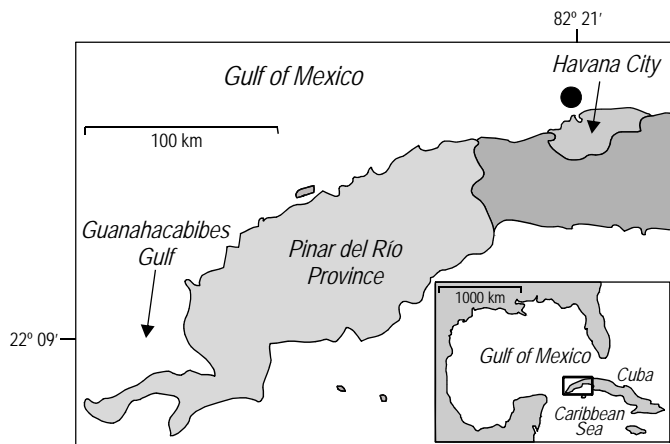 82º 21'
Gulf of Mexico
Havana City
100 km
Guanahacabibes
Gulf
Pinar del Río
Province
22º 09'
1000 km
Gulf of Mexico
Cuba
Caribbean
Sea